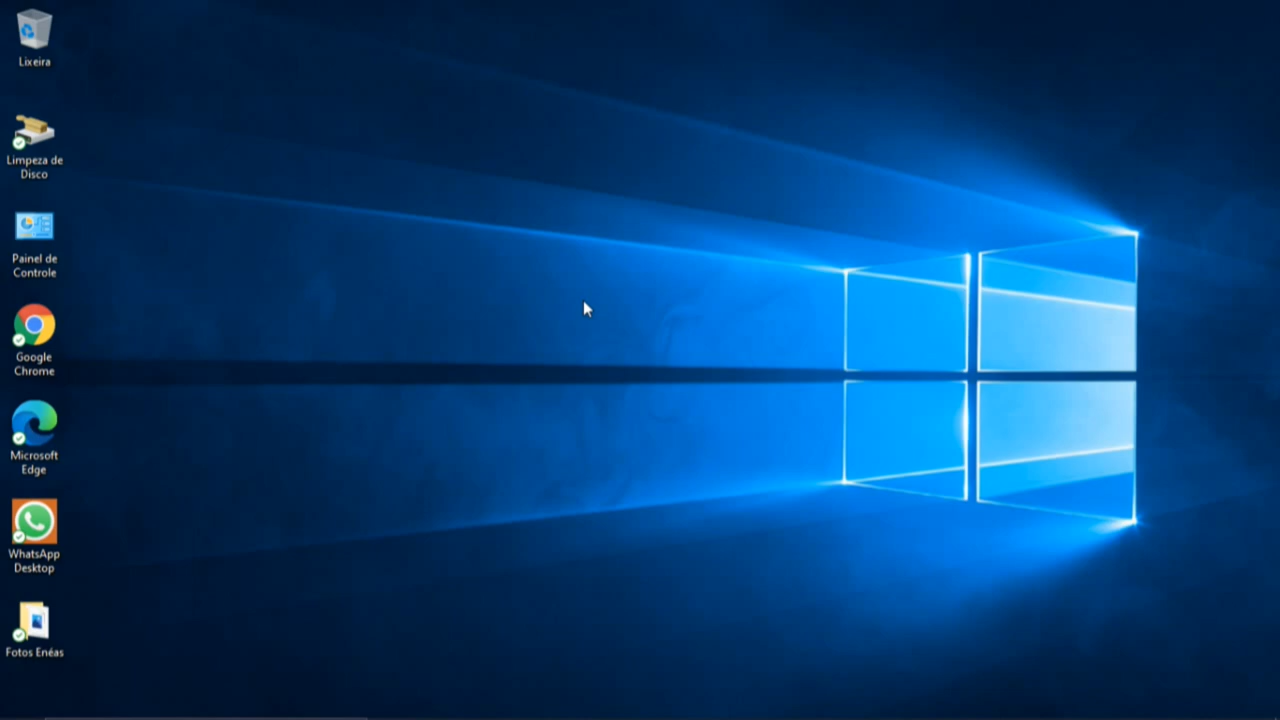 Lixeira
Limpeza de
Disco
Painel de
Controle
Google
Chrome
Microsoft
Edge
WhatsApp
Desktop
Fotos Enéas